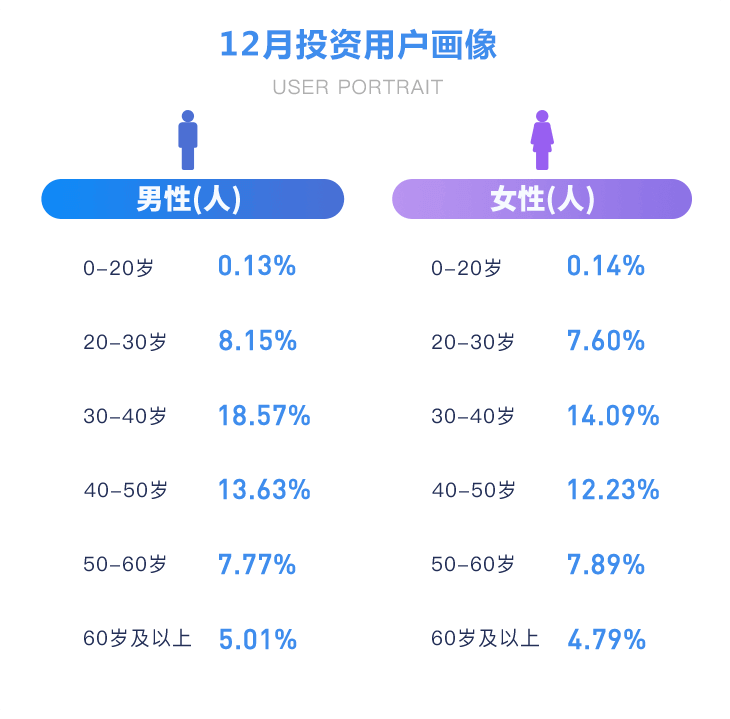 12月投资用户画像
USER PORTRAIT
男性(人)
0-20岁 0.13%
20-30岁 8.15%
30-40岁 18.57%
40-50岁 13.63%
50-60岁 7.77%
60岁及以上 5.01%
女性(人)
0-20岁 0.14%
20-30岁 7.60%
30-40岁 14.09%
40-50岁 12.23%
50-60岁 7.89%
60岁及以上 4.79%